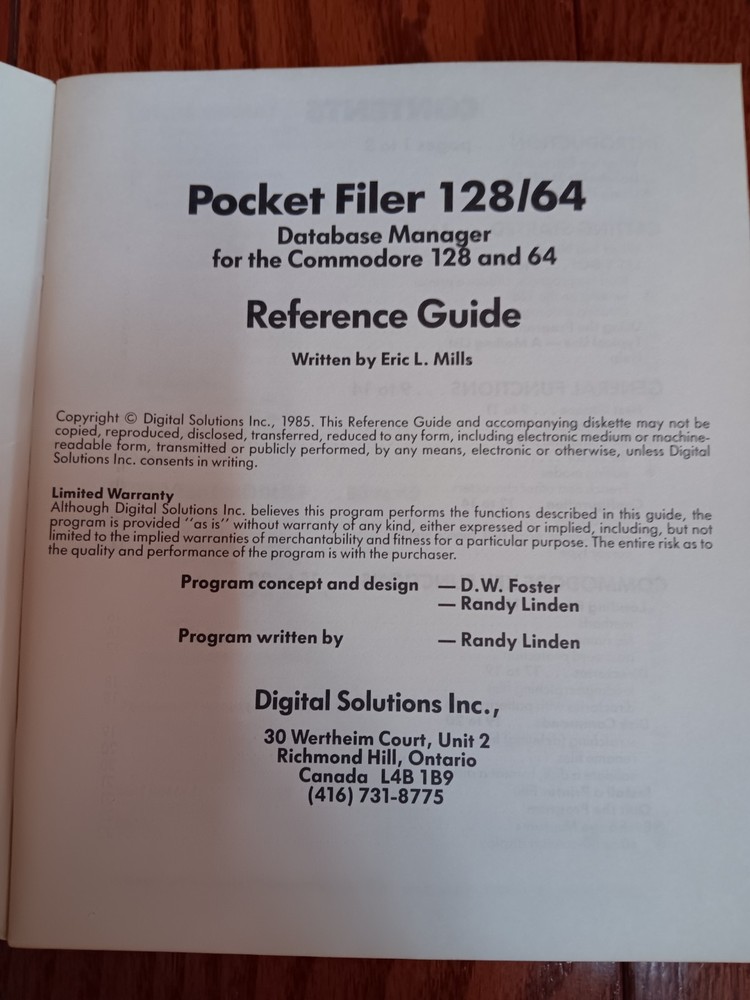 Pocket Filer 128/64
Database Manager
for the Commodore 128 and 64
Reference Guide
Written by Eric L. Mills
Copyright © Digital Solutions Inc., 1985. This Reference Guide and accompanying diskette may not be
copied, reproduced, disclosed, transferred, reduced to any form, including electronic medium or machine-
readable form, transmitted or publicly performed, by any means, electronic or otherwise, unless Digital
Solutions Inc. consents in writing.
Limited Warranty
Although Digital Solutions Inc. believes this program performs the functions described in this guide, the
program is provided "as is" without warranty of any kind, either expressed or implied, including, but not
limited to the implied warranties of merchantability and fitness for a particular purpose. The entire risk as to
the quality and performance of the program is with the purchaser.
Program concept and design — D.W. Foster
— Randy Linden
Program written by — Randy Linden
Digital Solutions Inc.,
30 Wertheim Court, Unit 2
Richmond Hill, Ontario
Canada L4B 1B9
(416) 731-8775